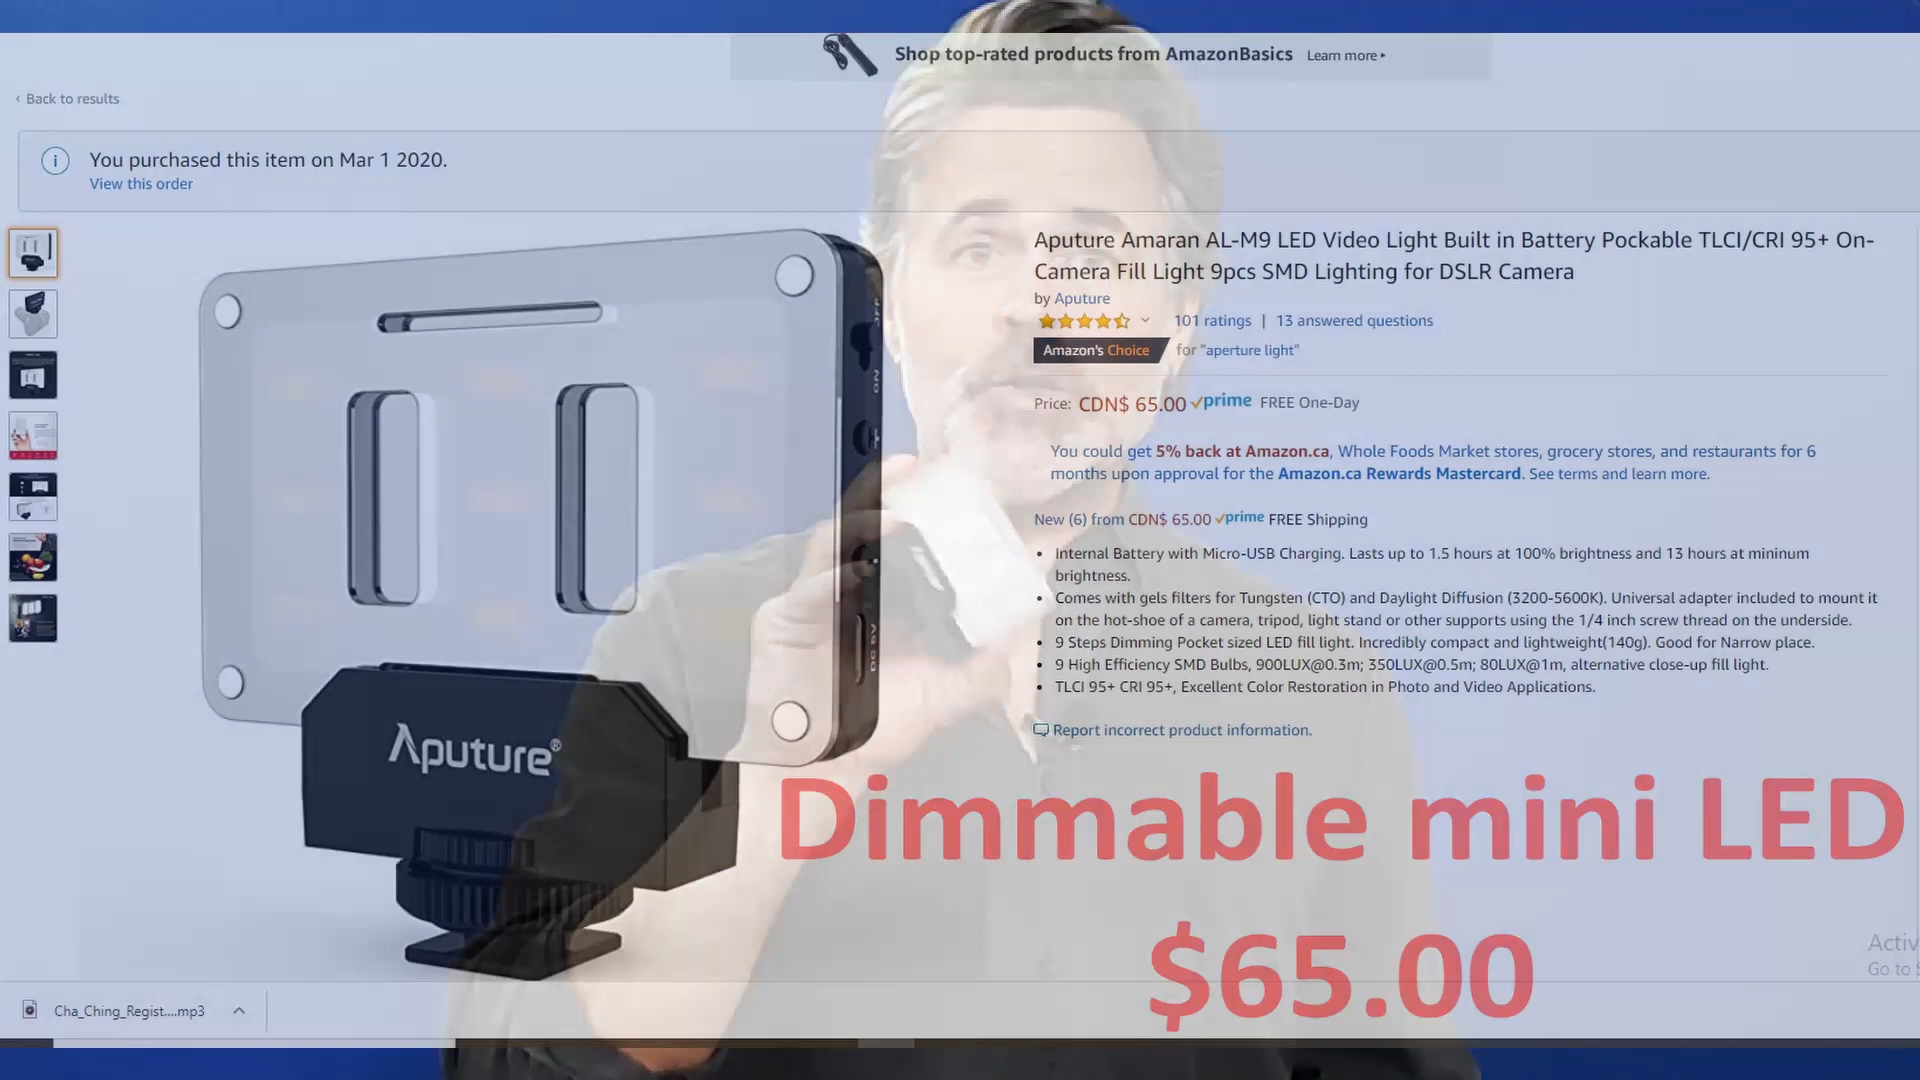 Shop top-rated products from AmazonBasics Learn more ▸
‹ Back to results
You purchased this item on Mar 1 2020.
View this order
Aputure Amaran AL-M9 LED Video Light Built in Battery Pockable TLCI/CRI 95+ On-
Camera Fill Light 9pcs SMD Lighting for DSLR Camera
by Aputure
101 ratings | 13 answered questions
Amazon's Choice for "aperture light"
Price: CDN$ 65.00 prime FREE One-Day
You could get 5% back at Amazon.ca, Whole Foods Market stores, grocery stores, and restaurants for 6
months upon approval for the Amazon.ca Rewards Mastercard. See terms and learn more.
New (6) from CDN$ 65.00 prime FREE Shipping
• Internal Battery with Micro-USB Charging. Lasts up to 1.5 hours at 100% brightness and 13 hours at mininum
brightness.
• Comes with gels filters for Tungsten (CTO) and Daylight Diffusion (3200-5600K). Universal adapter included to mount it
on the hot-shoe of a camera, tripod, light stand or other supports using the 1/4 inch screw thread on the underside.
• 9 Steps Dimming Pocket sized LED fill light. Incredibly compact and lightweight(140g). Good for Narrow place.
• 9 High Efficiency SMD Bulbs, 900LUX@0.3m; 350LUX@0.5m; 80LUX@1m, alternative close-up fill light.
• TLCI 95+ CRI 95+, Excellent Color Restoration in Photo and Video Applications.
Report incorrect product information.
OFF
ON
DC 5V
Aputure®
Dimmable mini LED
$65.00
Activ
Go to S
Cha_Ching_Regist....mp3